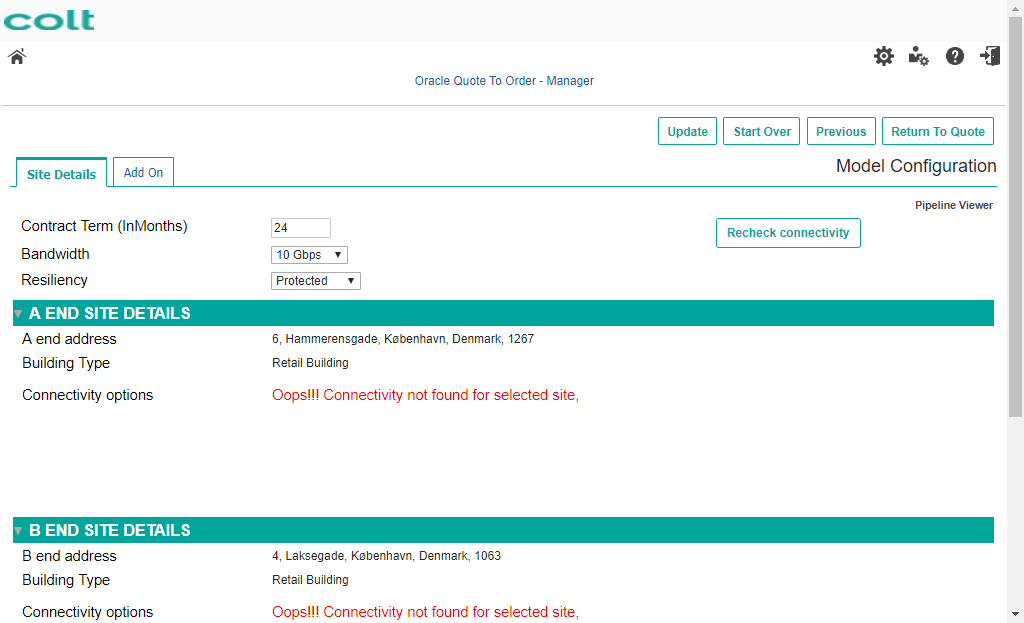 colt
Oracle Quote To Order - Manager
Update Start Over Previous Return To Quote
Site Details Add On Model Configuration
Pipeline Viewer
Contract Term (InMonths) 24 Recheck connectivity
Bandwidth 10 Gbps
Resiliency Protected
A END SITE DETAILS
A end address 6, Hammerensgade, København, Denmark, 1267
Building Type Retail Building
Connectivity options Oops!!! Connectivity not found for selected site,
B END SITE DETAILS
B end address 4, Laksegade, København, Denmark, 1063
Building Type Retail Building
Connectivity options Oops!!! Connectivity not found for selected site,